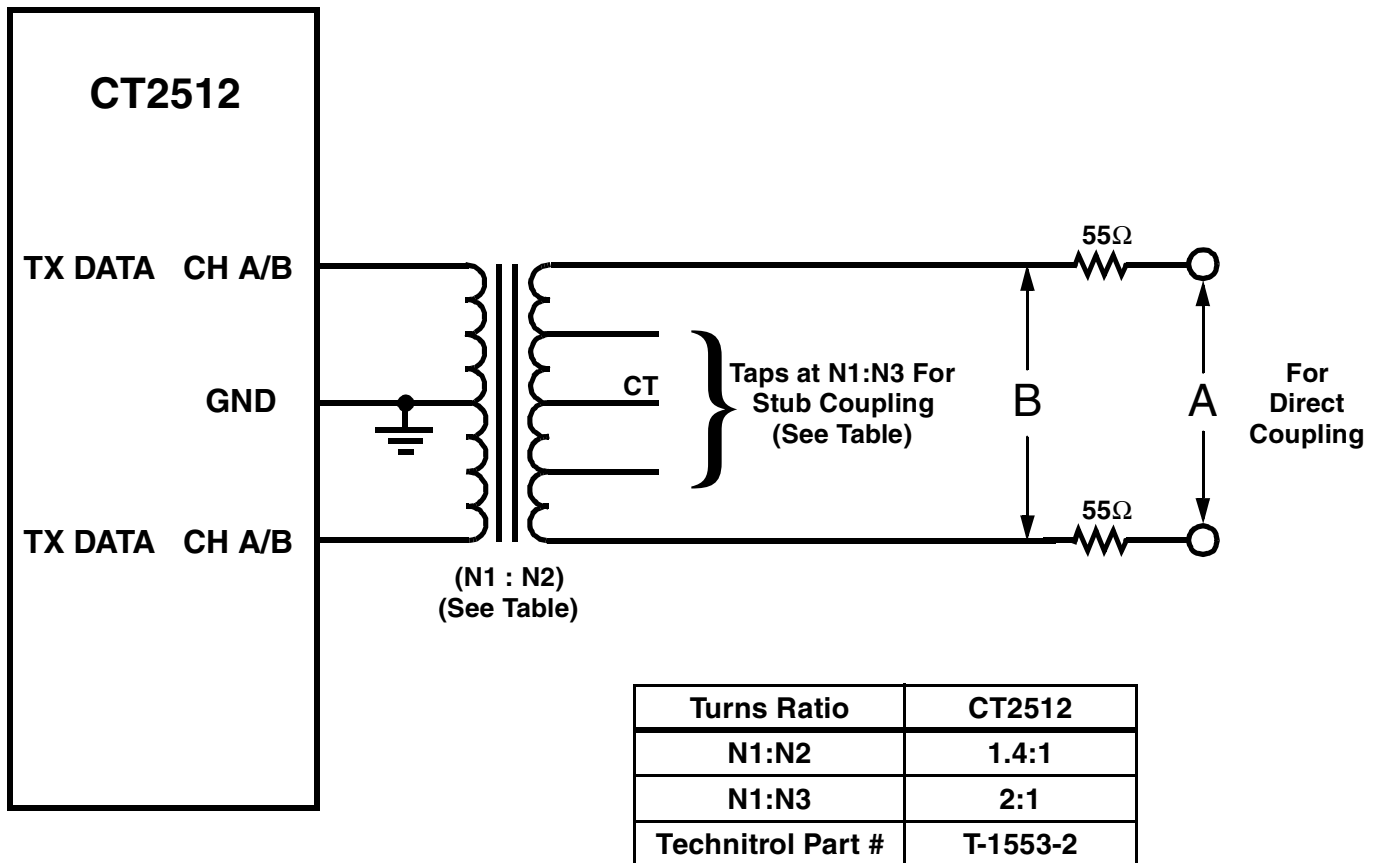 CT2512
TX DATA CH A/B
GND
TX DATA CH A/B
(N1 : N2)
(See Table)
CT
Taps at N1:N3 For
Stub Coupling
(See Table)
B
55Ω
55Ω
A
For
Direct
Coupling
Turns Ratio CT2512
N1:N2 1.4:1
N1:N3 2:1
Technitrol Part # T-1553-2